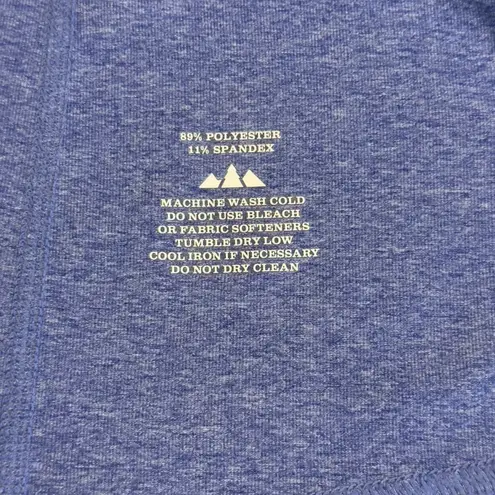 89% POLYESTER
11% SPANDEX
MACHINE WASH COLD
DO NOT USE BLEACH
OR FABRIC SOFTENERS
TUMBLE DRY LOW
COOL IRON IF NECESSARY
DO NOT DRY CLEAN